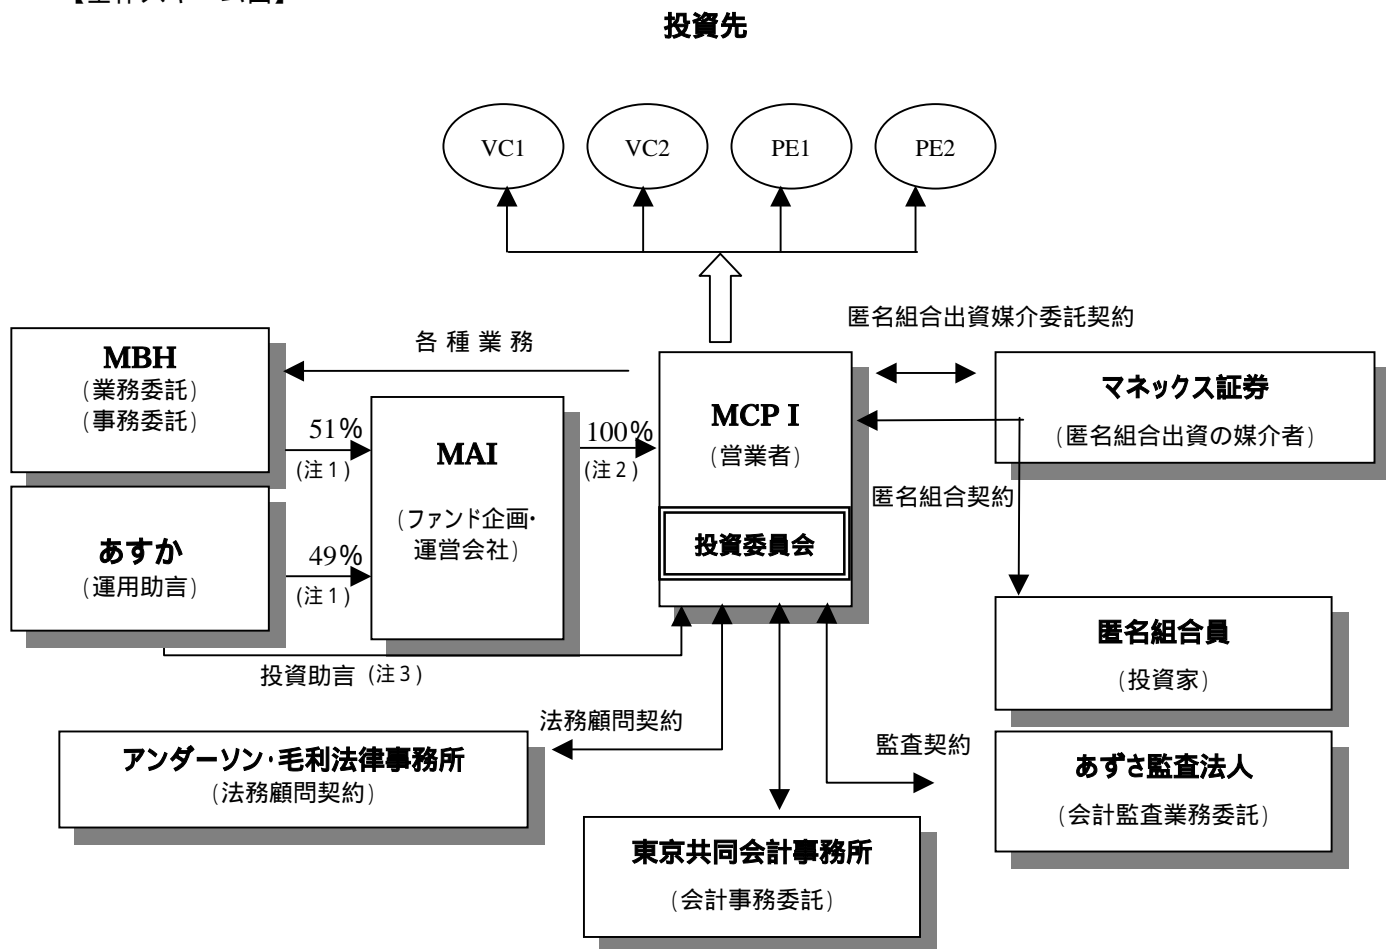 投資先
VC1
VC2
PE1
PE2
匿名組合出資媒介委託契約
各 種 業 務
MBH
(業務委託)
(事務委託)
51%
(注1)
MAI
(ファンド企画・
運営会社)
100%
(注2)
MCP I
(営業者)
投資委員会
マネックス証券
(匿名組合出資の媒介者)
匿名組合契約
あすか
(運用助言)
49%
(注1)
匿名組合員
(投資家)
投資助言 (注3)
法務顧問契約
アンダーソン・毛利法律事務所
(法務顧問契約)
監査契約
あずさ監査法人
(会計監査業務委託)
東京共同会計事務所
(会計事務委託)